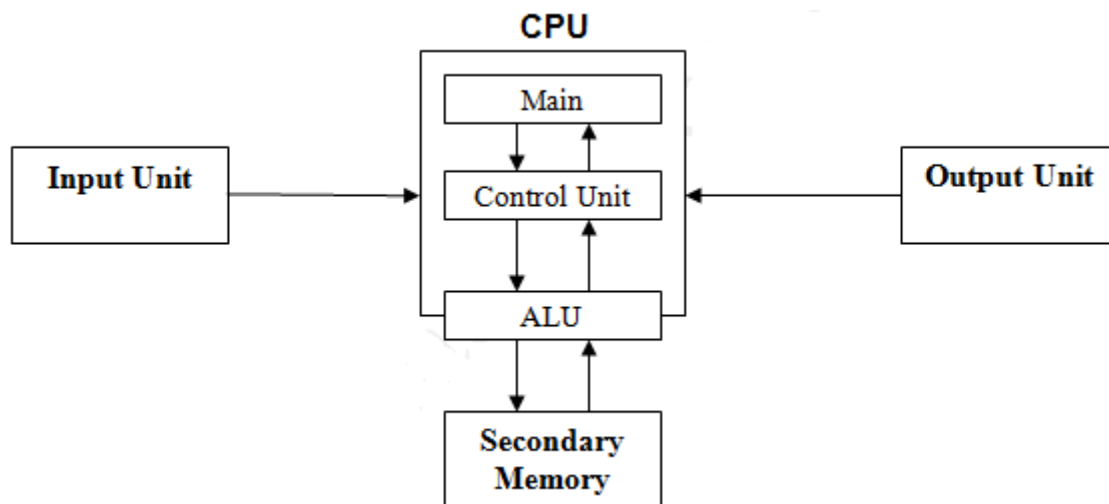 CPU
Main
Input Unit
Control Unit
Output Unit
ALU
Secondary
Memory